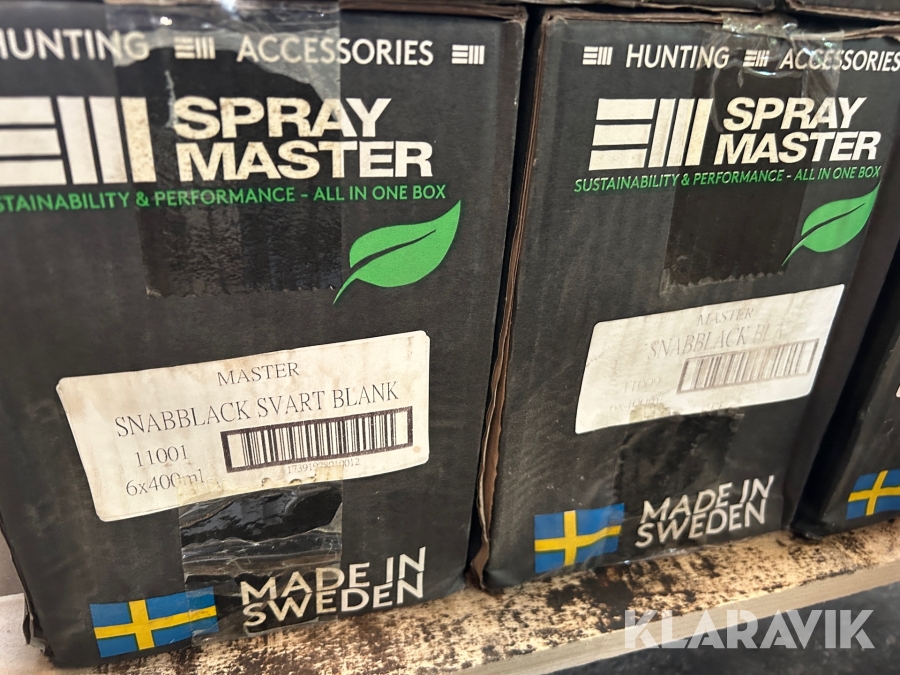 HUNTING ACCESSORIES
SPRAY
MASTER
STAINABILITY & PERFORMANCE - ALL IN ONE BOX
MASTER
SNABBLACK SVART BLANK
11001
6x400ml
MADE IN
SWEDEN
HUNTING ACCESSORIES
SPRAY
MASTER
SUSTAINABILITY & PERFORMANCE - ALL IN ONE BOX
MASTER
SNABBLACK
MADE IN
SWEDEN
KLARAVIK